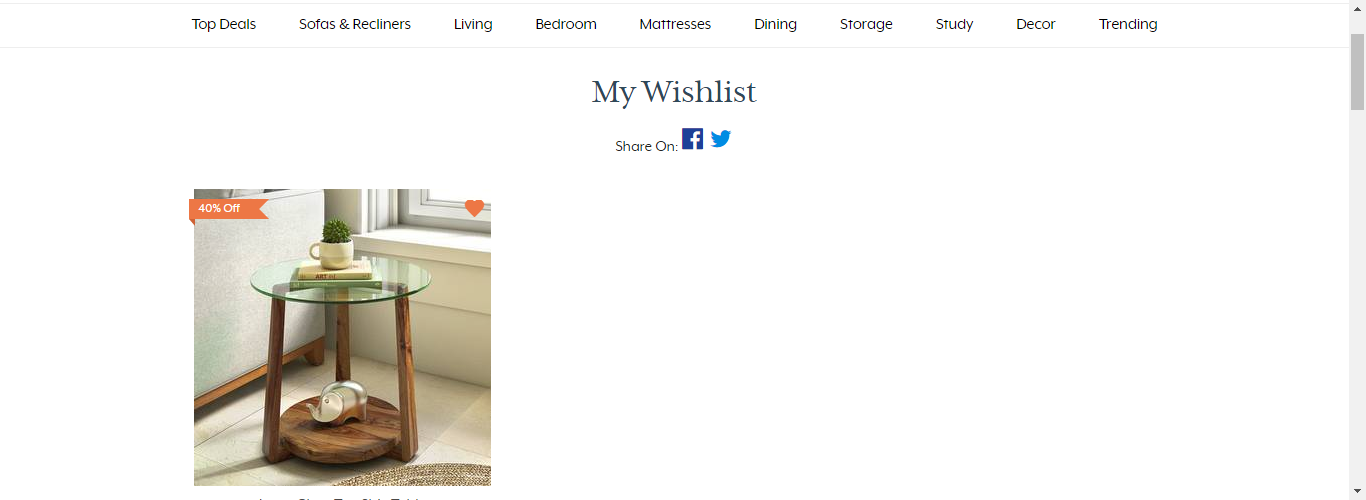 Top Deals Sofas & Recliners Living Bedroom Mattresses Dining Storage Study Decor Trending
My Wishlist
Share On:
40% Off
ART